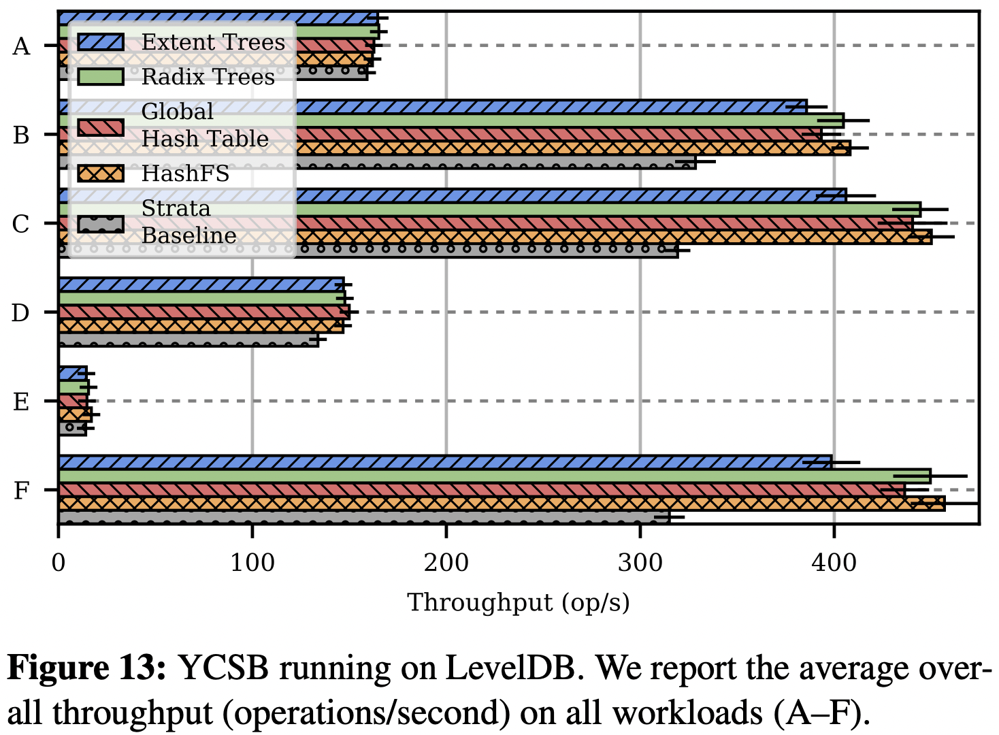 A
B
C
D
E
F
Extent Trees
Radix Trees
Global
Hash Table
HashFS
Strata
Baseline
0 100 200 300 400
Throughput (op/s)
Figure 13: YCSB running on LevelDB. We report the average over-
all throughput (operations/second) on all workloads (A–F).